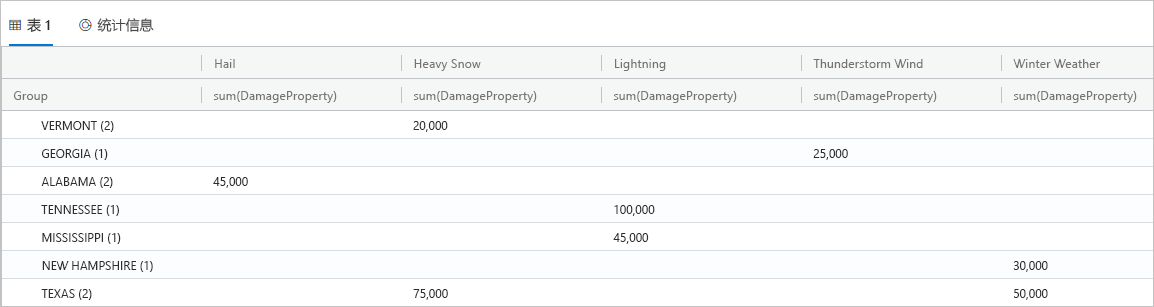 表 1 统计信息
Hail Heavy Snow Lightning Thunderstorm Wind Winter Weather
Group sum(DamageProperty) sum(DamageProperty) sum(DamageProperty) sum(DamageProperty) sum(DamageProperty)
VERMONT (2) 20,000
GEORGIA (1) 25,000
ALABAMA (2) 45,000
TENNESSEE (1) 100,000
MISSISSIPPI (1) 45,000
NEW HAMPSHIRE (1) 30,000
TEXAS (2) 75,000 50,000